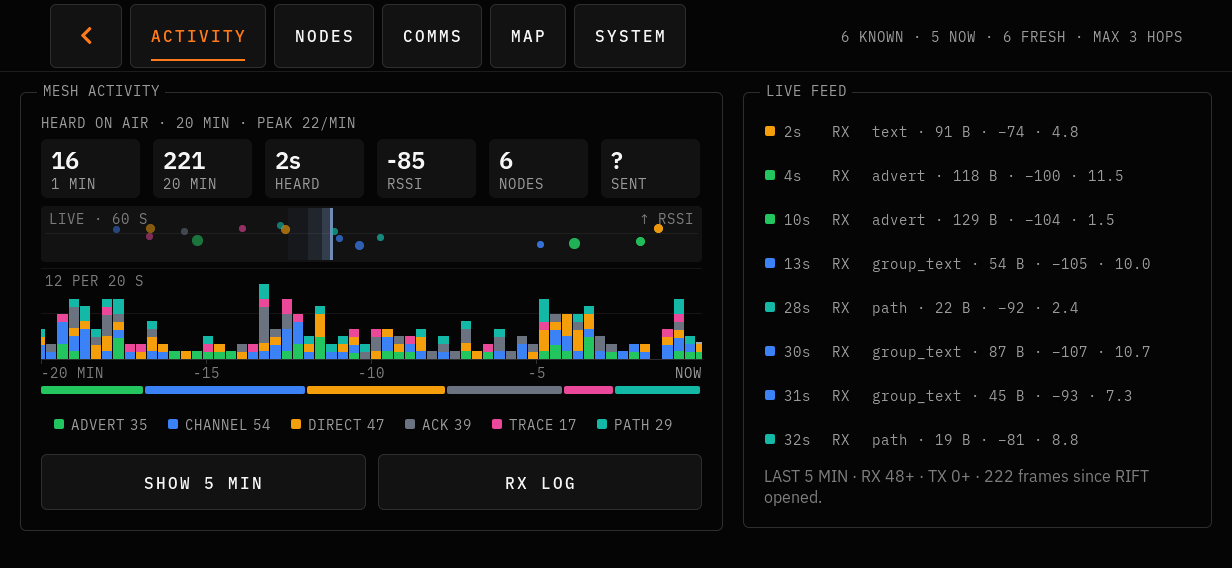 ACTIVITY NODES COMMS MAP SYSTEM 6 KNOWN · 5 NOW · 6 FRESH · MAX 3 HOPS
MESH ACTIVITY
HEARD ON AIR · 20 MIN · PEAK 22/MIN
16 221 2s -85 6 ?
1 MIN 20 MIN HEARD RSSI NODES SENT
LIVE · 60 S ↑ RSSI
12 PER 20 S
-20 MIN -15 -10 -5 NOW
ADVERT 35 CHANNEL 54 DIRECT 47 ACK 39 TRACE 17 PATH 29
SHOW 5 MIN RX LOG
LIVE FEED
2s RX text · 91 B · −74 · 4.8
4s RX advert · 118 B · −100 · 11.5
10s RX advert · 129 B · −104 · 1.5
13s RX group_text · 54 B · −105 · 10.0
28s RX path · 22 B · −92 · 2.4
30s RX group_text · 87 B · −107 · 10.7
31s RX group_text · 45 B · −93 · 7.3
32s RX path · 19 B · −81 · 8.8
LAST 5 MIN · RX 48+ · TX 0+ · 222 frames since RIFT
opened.